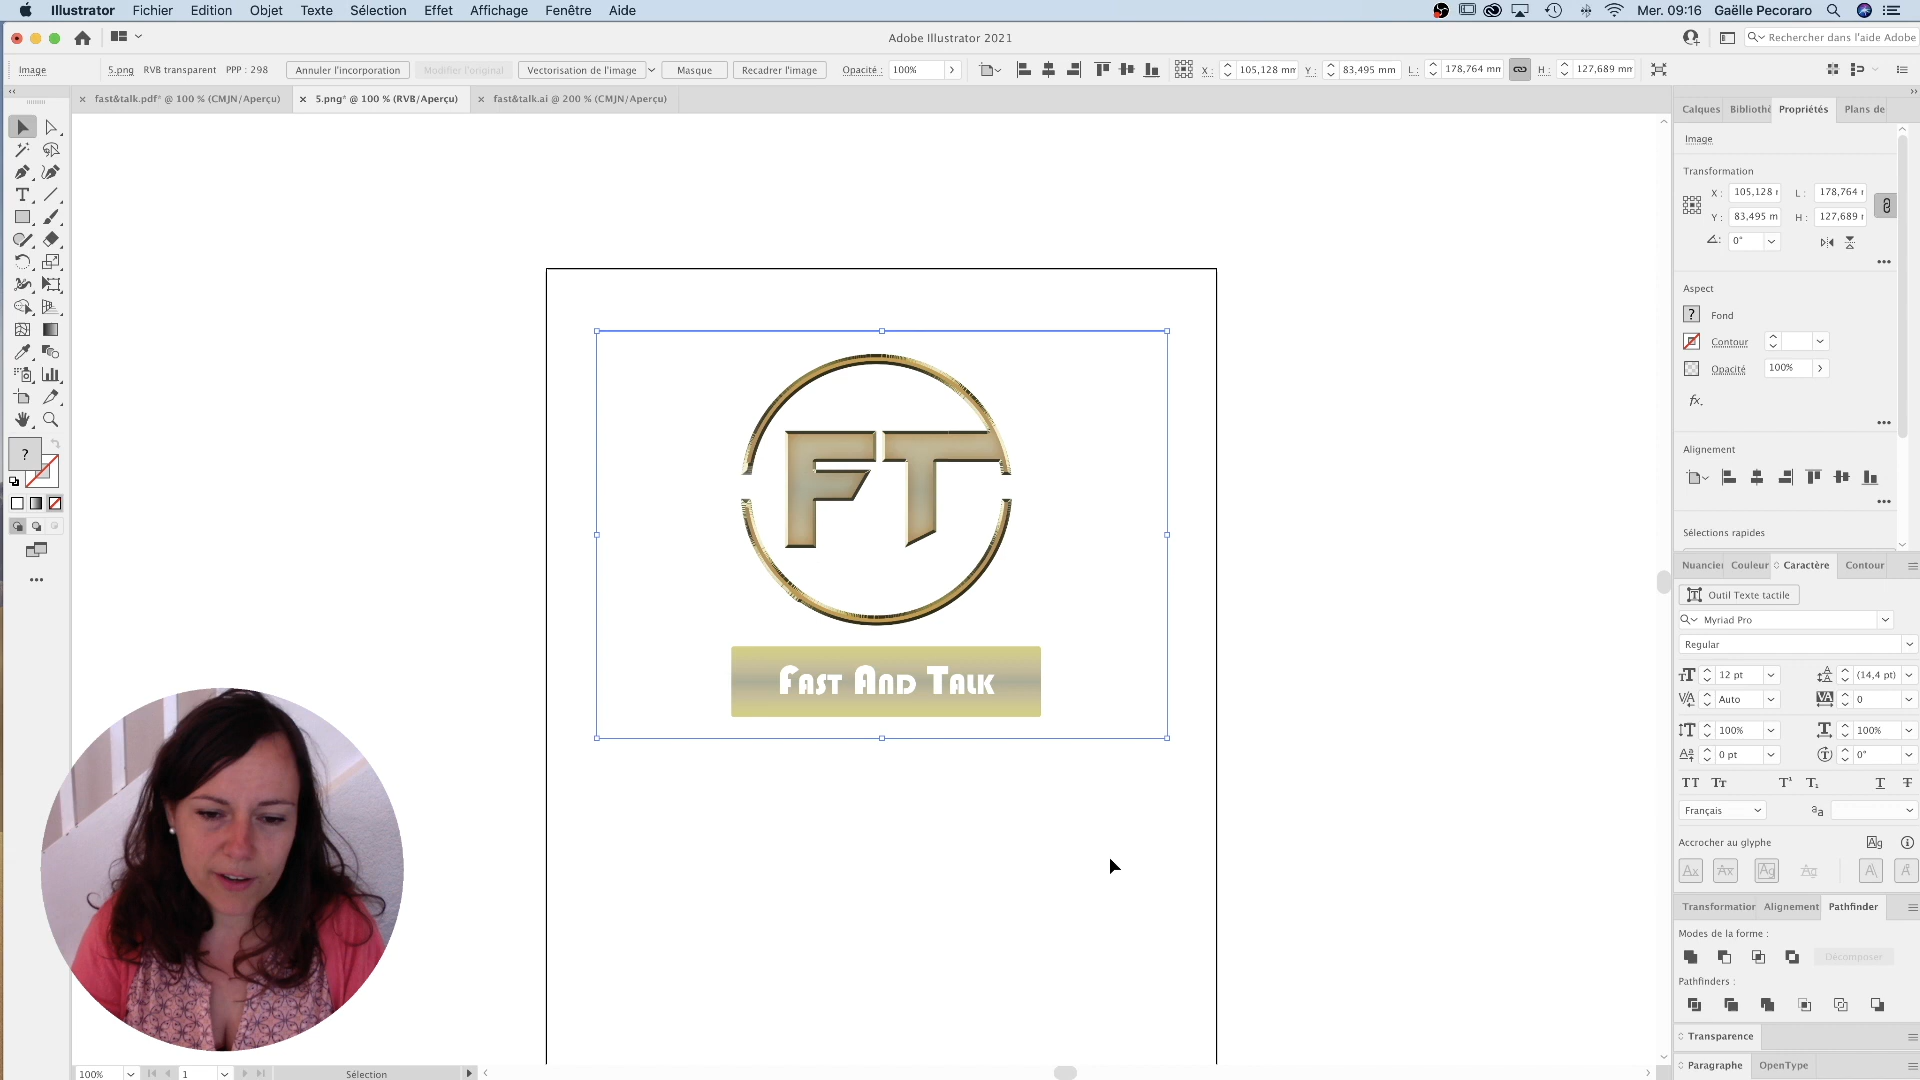 Illustrator Fichier Edition Objet Texte Sélection Effet Affichage Fenêtre Aide
Mer. 09:16 Gaëlle Pecoraro
Adobe Illustrator 2021
Rechercher dans l'aide Adobe
Image 5.png RVB transparent PPP : 298 Annuler l'incorporation Modifier l'original Vectorisation de l'image Masque Recadrer l'image Opacité : 100%
X : 105,128 mm Y : 83,495 mm L : 178,764 mm H : 127,689 mm
fast&talk.pdf* @ 100 % (CMJN/Aperçu) 5.png* @ 100 % (RVB/Aperçu) fast&talk.ai @ 200 % (CMJN/Aperçu)
Calques Biblioth Propriétés Plans de
Image
Transformation
X : 105,128 L : 178,764
Y : 83,495 m H : 127,689
0°
Aspect
? Fond
Contour
Opacité 100%
fx.
Alignement
Sélections rapides
FT
Fast And Talk
?
Nuancier Couleur Caractère Contour
Outil Texte tactile
Myriad Pro
Regular
12 pt (14,4 pt)
Auto 0
100% 100%
0 pt 0°
TT Tr T¹ T₁ T T
Français aa
Accrocher au glyphe
Transformation Alignement Pathfinder
Modes de la forme :
Décomposer
Pathfinders :
Transparence
Paragraphe OpenType
100% 1 Sélection